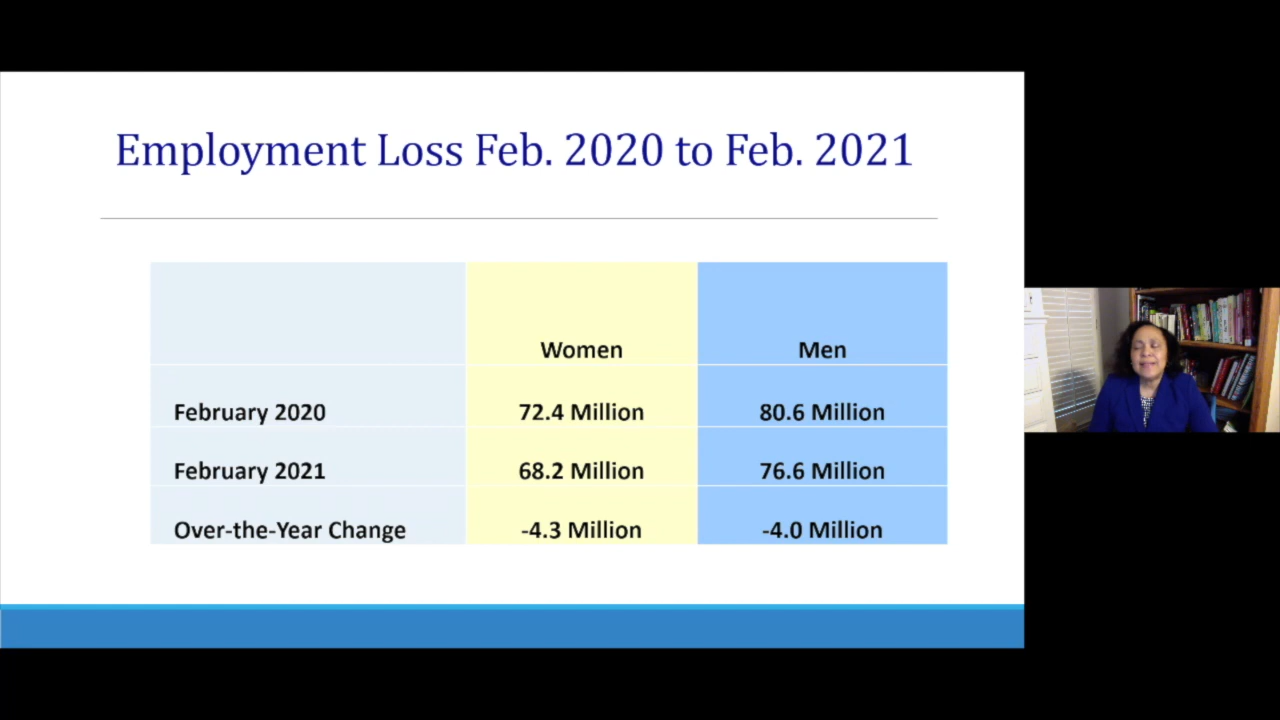 Employment Loss Feb. 2020 to Feb. 2021
Women Men
February 2020 72.4 Million 80.6 Million
February 2021 68.2 Million 76.6 Million
Over-the-Year Change -4.3 Million -4.0 Million